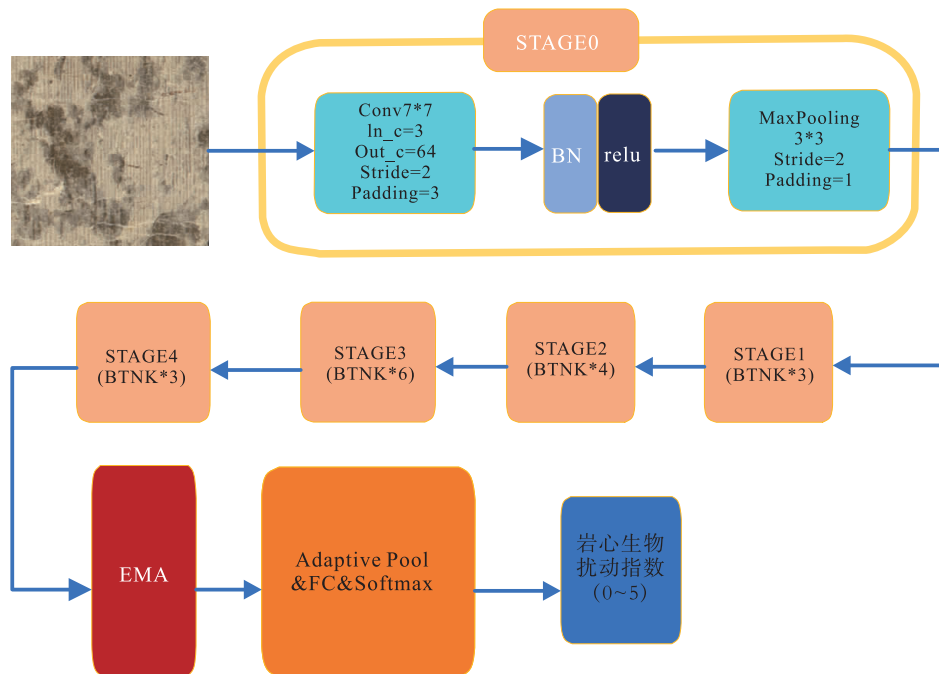 STAGE0
Conv7*7
ln_c=3
Out_c=64
Stride=2
Padding=3
BN
relu
MaxPooling
3*3
Stride=2
Padding=1
STAGE4
(BTNK*3)
STAGE3
(BTNK*6)
STAGE2
(BTNK*4)
STAGE1
(BTNK*3)
EMA
Adaptive Pool
&FC&Softmax
岩心生物
扰动指数
（0~5）